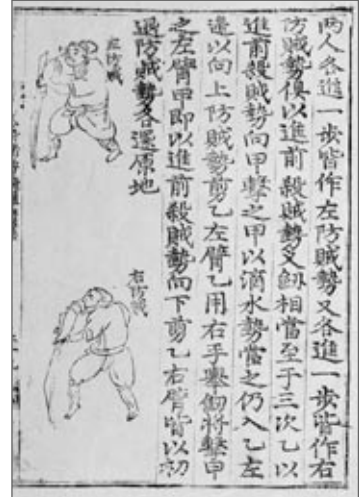 两人各進一步皆作左防賊勢又各進一步皆作右
防賊勢俱以進前殺賊勢叉劔相當至于三次乙以
進前殺賊勢向甲擊之甲以滴水勢當之仍入乙左
邊以向上防賊勢剪乙左臂乙用右手舉劔將擊甲
之左臂甲即以進前殺賊勢向下剪乙右臂皆以初
退防賊勢各還原地
左防賊
右防賊